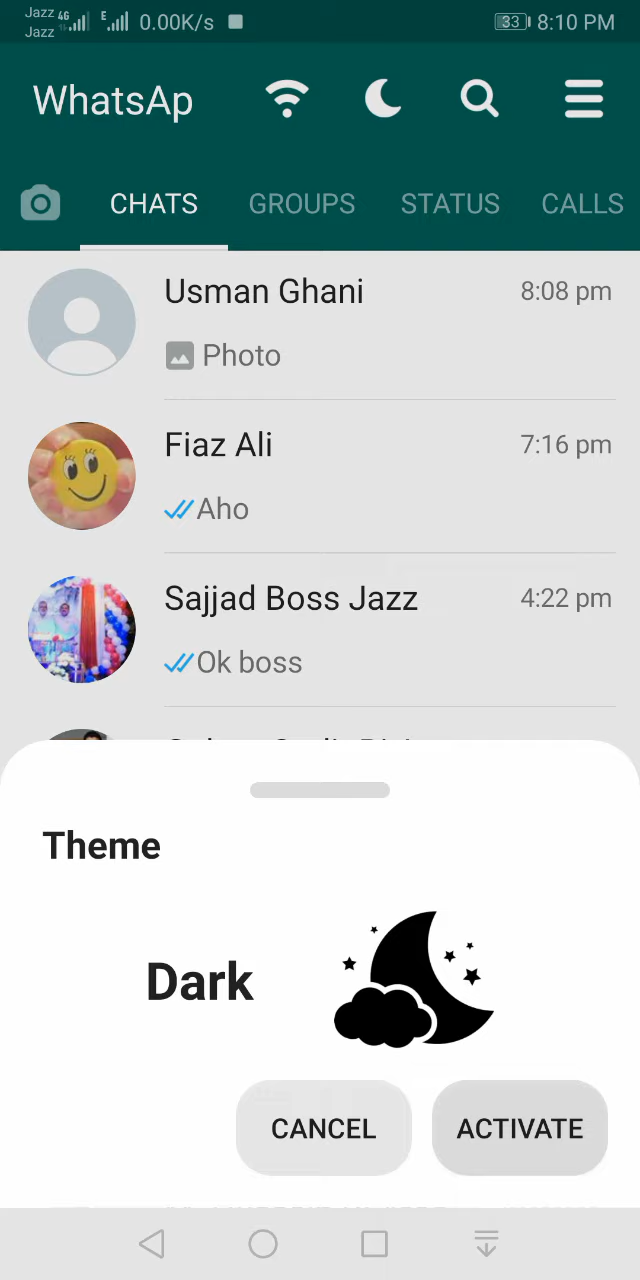 Jazz 4G E 0.00K/s 33 8:10 PM
Jazz
WhatsAp
CHATS GROUPS STATUS CALLS
Usman Ghani 8:08 pm
Photo
Fiaz Ali 7:16 pm
Aho
Sajjad Boss Jazz 4:22 pm
Ok boss
Theme
Dark
CANCEL ACTIVATE